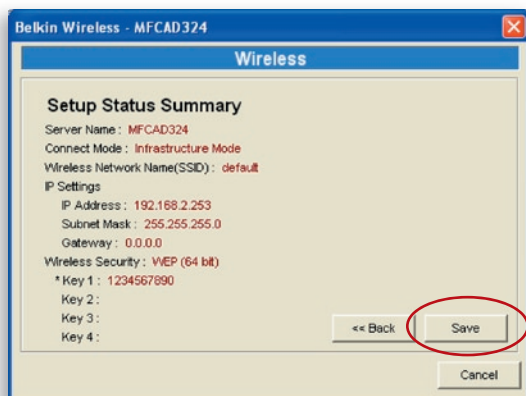 Belkin Wireless - MFCAD324
Wireless
Setup Status Summary
Server Name : MFCAD324
Connect Mode : Infrastructure Mode
Wireless Network Name(SSID) : default
IP Settings
IP Address : 192.168.2.253
Subnet Mask : 255.255.255.0
Gateway : 0.0.0.0
Wireless Security : WEP (64 bit)
* Key 1 : 1234567890
Key 2 :
Key 3 :
Key 4 :
<< Back
Save
Cancel